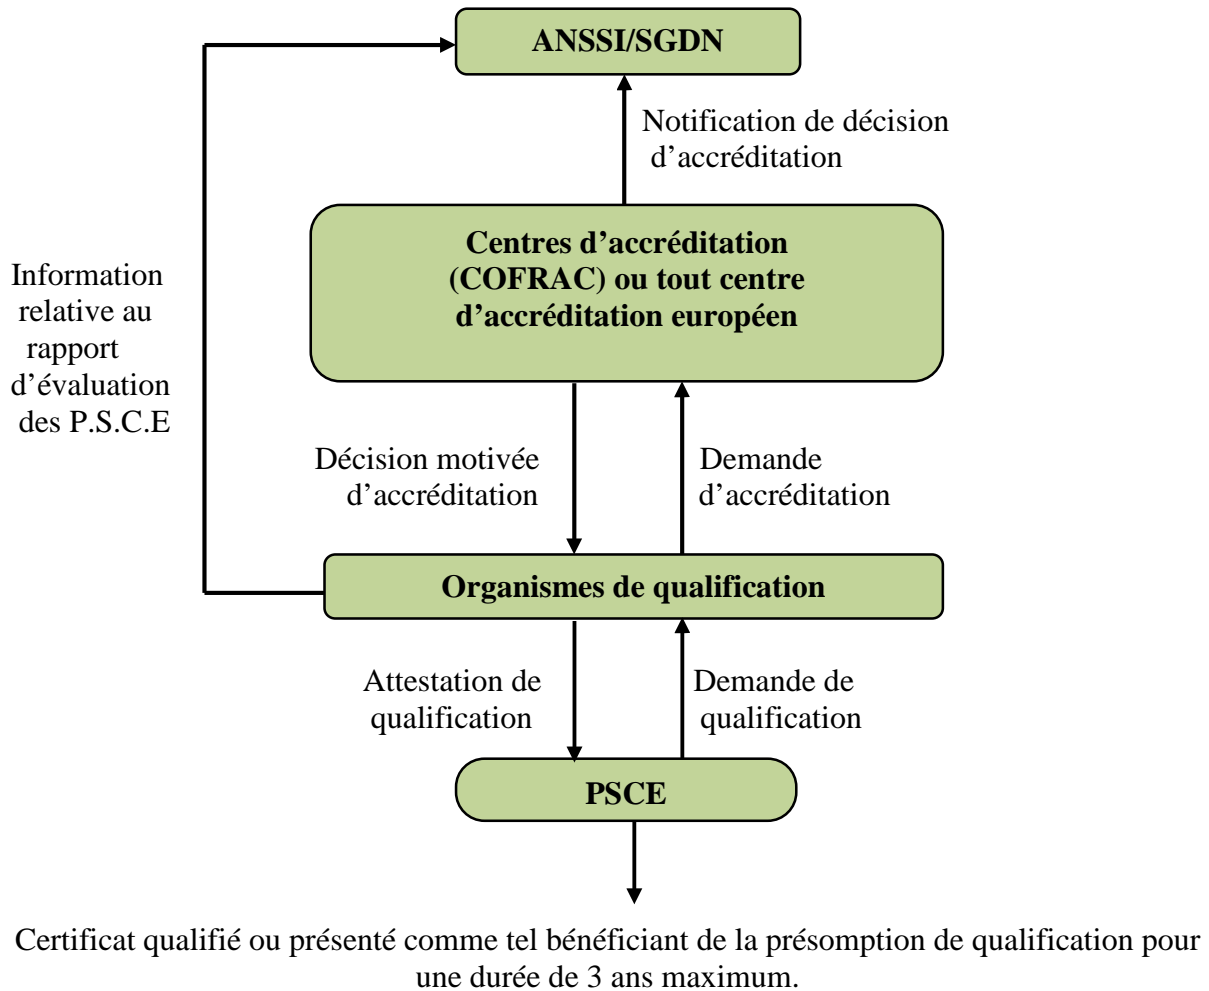 ANSSI/SGDN
Notification de décision
d’accréditation
Centres d’accréditation
(COFRAC) ou tout centre
d’accréditation européen
Information
relative au
rapport
d’évaluation
des P.S.C.E
Décision motivée
d’accréditation
Demande
d’accréditation
Organismes de qualification
Attestation de
qualification
Demande de
qualification
PSCE
Certificat qualifié ou présenté comme tel bénéficiant de la présomption de qualification pour
une durée de 3 ans maximum.